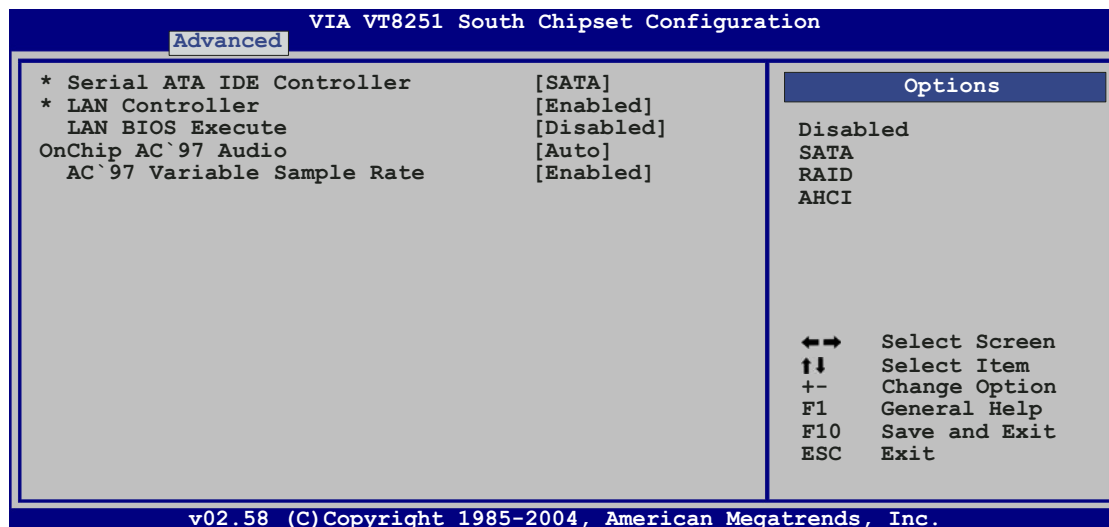 VIA VT8251 South Chipset Configuration
Advanced
* Serial ATA IDE Controller [SATA]
* LAN Controller [Enabled]
LAN BIOS Execute [Disabled]
OnChip AC`97 Audio [Auto]
AC`97 Variable Sample Rate [Enabled]
Options
Disabled
SATA
RAID
AHCI
←→ Select Screen
↑↓ Select Item
+- Change Option
F1 General Help
F10 Save and Exit
ESC Exit
v02.58 (C)Copyright 1985-2004, American Megatrends, Inc.